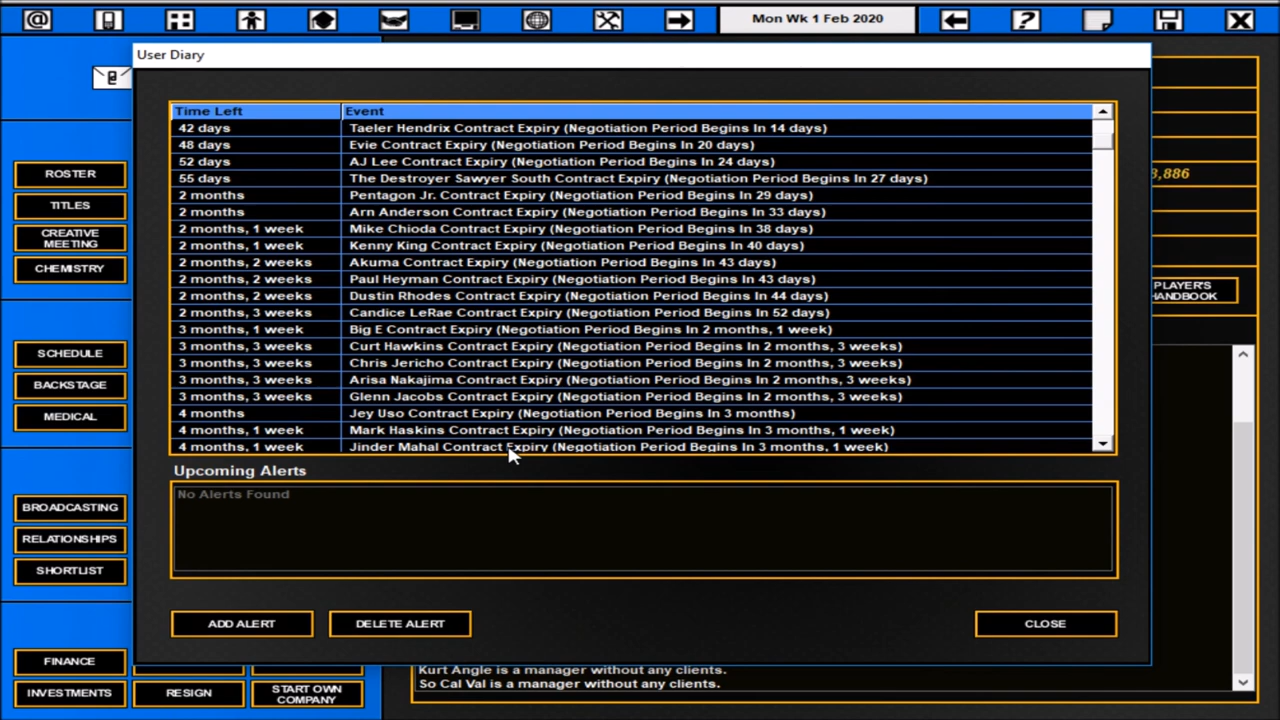 Mon Wk 1 Feb 2020
User Diary
Time Left Event
42 days Taeler Hendrix Contract Expiry (Negotiation Period Begins In 14 days)
48 days Evie Contract Expiry (Negotiation Period Begins In 20 days)
52 days AJ Lee Contract Expiry (Negotiation Period Begins In 24 days)
55 days The Destroyer Sawyer South Contract Expiry (Negotiation Period Begins In 27 days)
2 months Pentagon Jr. Contract Expiry (Negotiation Period Begins In 29 days)
2 months Arn Anderson Contract Expiry (Negotiation Period Begins In 33 days)
2 months, 1 week Mike Chioda Contract Expiry (Negotiation Period Begins In 38 days)
2 months, 1 week Kenny King Contract Expiry (Negotiation Period Begins In 40 days)
2 months, 2 weeks Akuma Contract Expiry (Negotiation Period Begins In 43 days)
2 months, 2 weeks Paul Heyman Contract Expiry (Negotiation Period Begins In 43 days)
2 months, 2 weeks Dustin Rhodes Contract Expiry (Negotiation Period Begins In 44 days)
2 months, 3 weeks Candice LeRae Contract Expiry (Negotiation Period Begins In 52 days)
3 months, 1 week Big E Contract Expiry (Negotiation Period Begins In 2 months, 1 week)
3 months, 3 weeks Curt Hawkins Contract Expiry (Negotiation Period Begins In 2 months, 3 weeks)
3 months, 3 weeks Chris Jericho Contract Expiry (Negotiation Period Begins In 2 months, 3 weeks)
3 months, 3 weeks Arisa Nakajima Contract Expiry (Negotiation Period Begins In 2 months, 3 weeks)
3 months, 3 weeks Glenn Jacobs Contract Expiry (Negotiation Period Begins In 2 months, 3 weeks)
4 months Jey Uso Contract Expiry (Negotiation Period Begins In 3 months)
4 months, 1 week Mark Haskins Contract Expiry (Negotiation Period Begins In 3 months, 1 week)
4 months, 1 week Jinder Mahal Contract Expiry (Negotiation Period Begins In 3 months, 1 week)
Upcoming Alerts
No Alerts Found
ADD ALERT
DELETE ALERT
CLOSE
ROSTER
TITLES
CREATIVE
MEETING
CHEMISTRY
SCHEDULE
BACKSTAGE
MEDICAL
BROADCASTING
RELATIONSHIPS
SHORTLIST
FINANCE
INVESTMENTS
RESIGN
START OWN
COMPANY
,886
PLAYER'S
HANDBOOK
Kurt Angle is a manager without any clients.
So Cal Val is a manager without any clients.